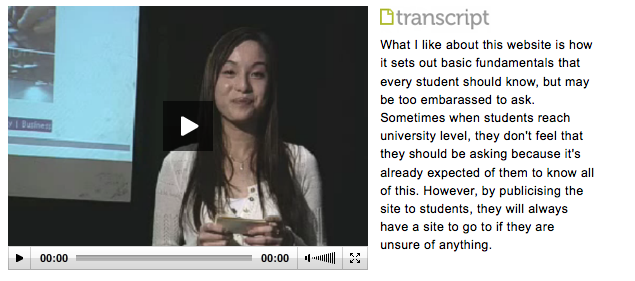 transcript
What I like about this website is how
it sets out basic fundamentals that
every student should know, but may
be too embarassed to ask.
Sometimes when students reach
university level, they don't feel that
they should be asking because it's
already expected of them to know all
of this. However, by publicising the
site to students, they will always
have a site to go to if they are
unsure of anything.
| Business
00:00
00:00